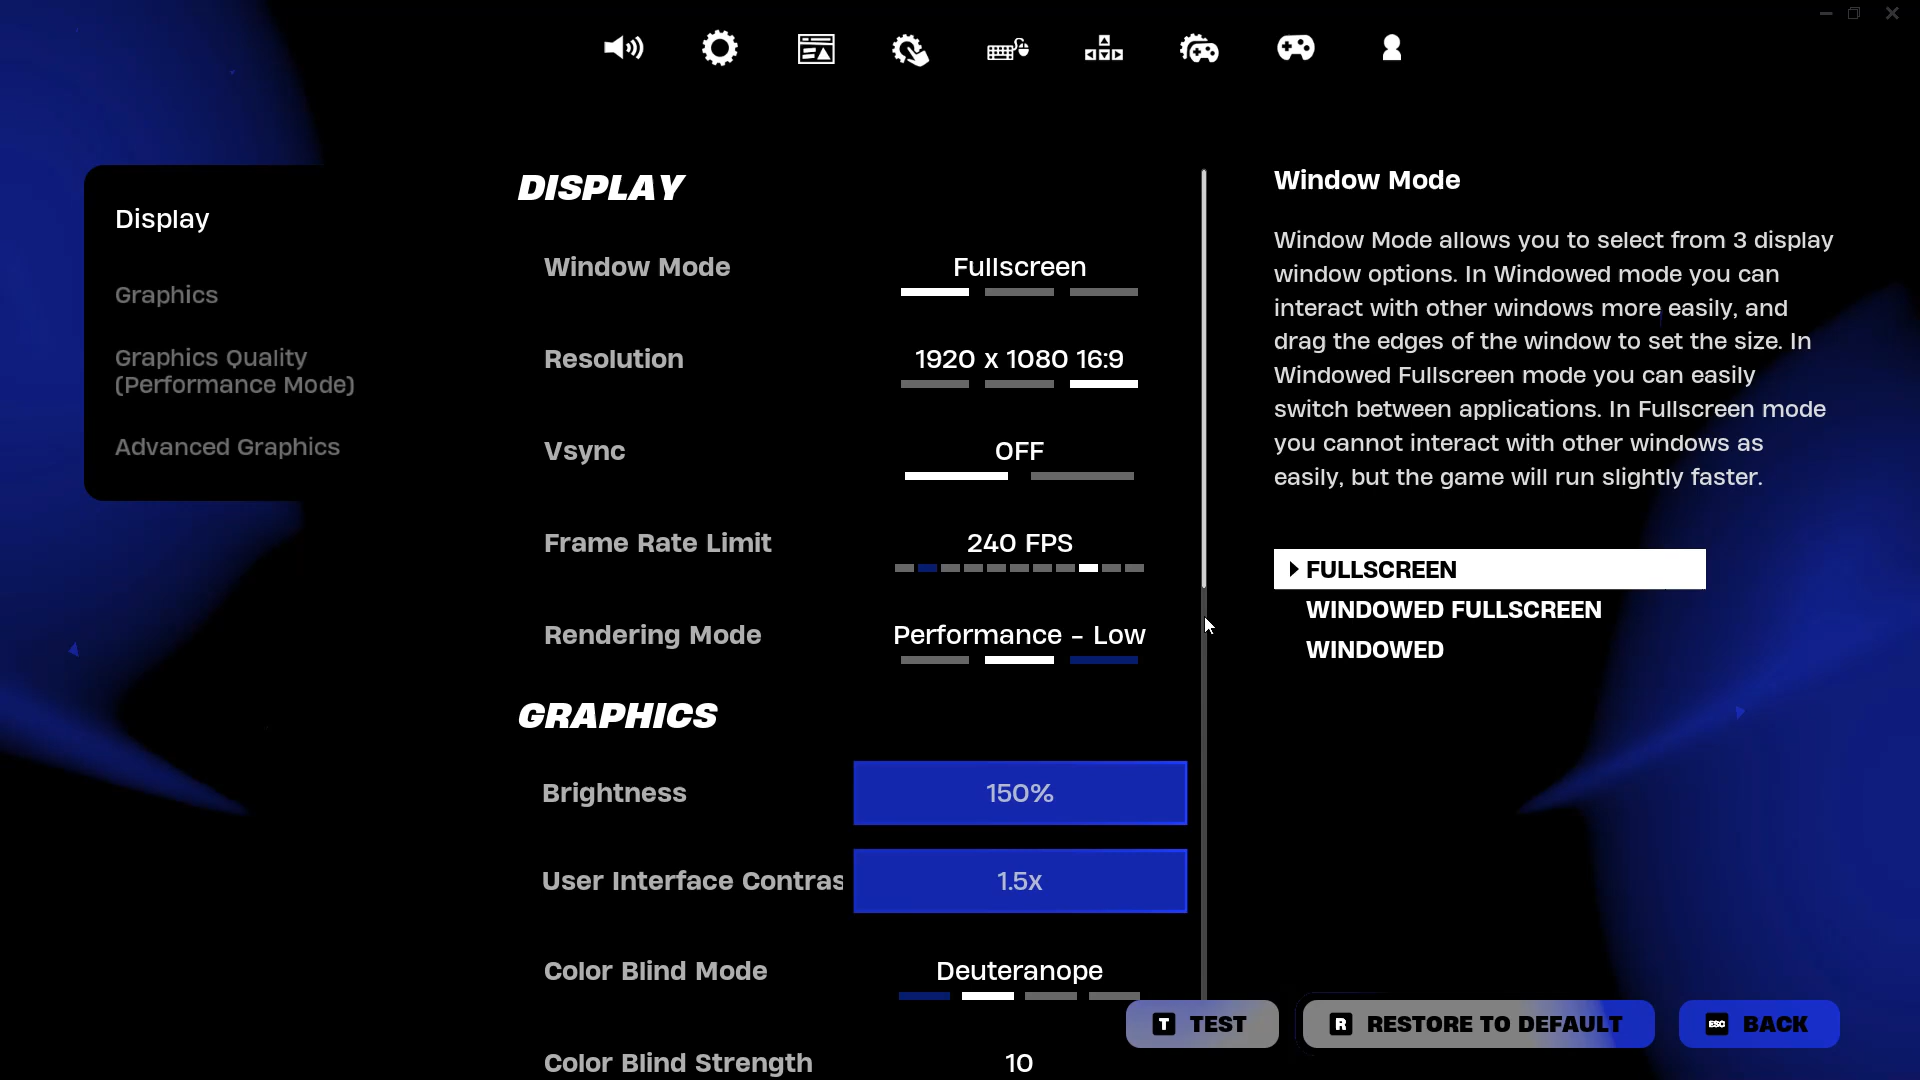 Display
Graphics
Graphics Quality
(Performance Mode)
Advanced Graphics
DISPLAY
Window Mode
Fullscreen
Resolution
1920 x 1080 16:9
Vsync
OFF
Frame Rate Limit
240 FPS
Rendering Mode
Performance - Low
GRAPHICS
Brightness
150%
User Interface Contras
1.5x
Color Blind Mode
Deuteranope
Color Blind Strength
10
Window Mode
Window Mode allows you to select from 3 display
window options. In Windowed mode you can
interact with other windows more easily, and
drag the edges of the window to set the size. In
Windowed Fullscreen mode you can easily
switch between applications. In Fullscreen mode
you cannot interact with other windows as
easily, but the game will run slightly faster.
FULLSCREEN
WINDOWED FULLSCREEN
WINDOWED
T TEST
R RESTORE TO DEFAULT
ESC BACK